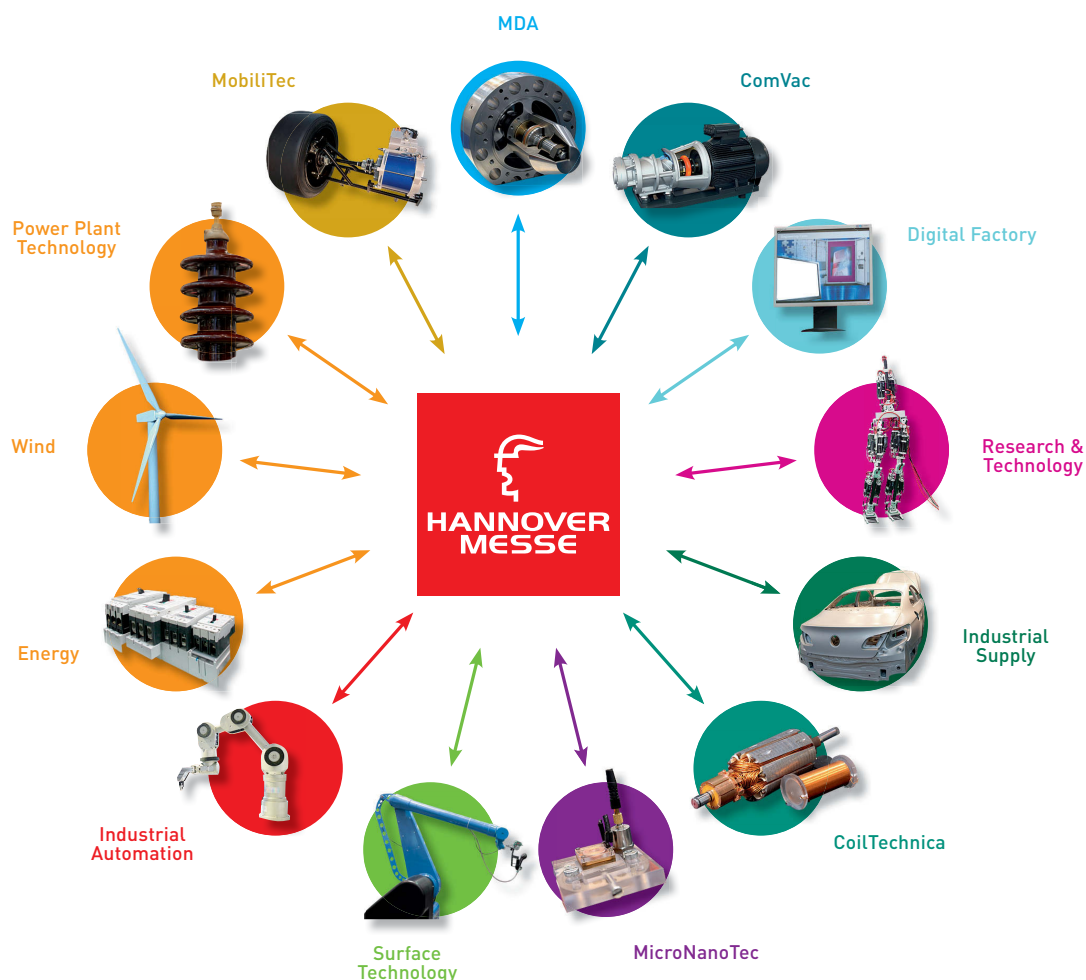 MDA
MobiliTec
ComVac
Power Plant
Technology
Digital Factory
Wind
Research &
Technology
HANNOVER
MESSE
Energy
Industrial
Supply
Industrial
Automation
CoilTechnica
Surface
Technology
MicroNanoTec